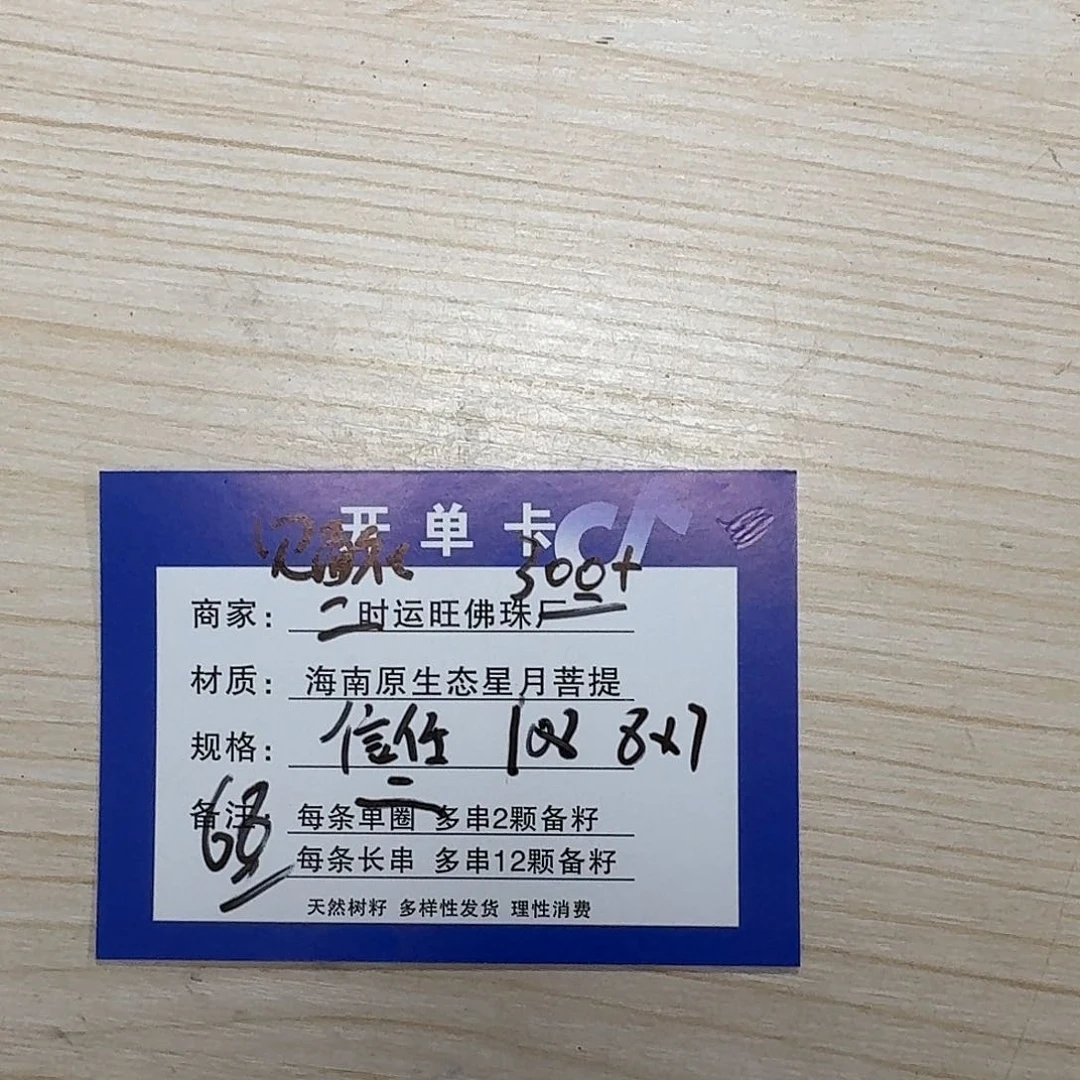 开单卡
300+
商家：二时运旺佛珠厂
材质：海南原生态星月菩提
规格：信任 108 8x7
备注：每条单圈 多串2颗备籽
68
每条长串 多串12颗备籽
天然树籽 多样性发货 理性消费